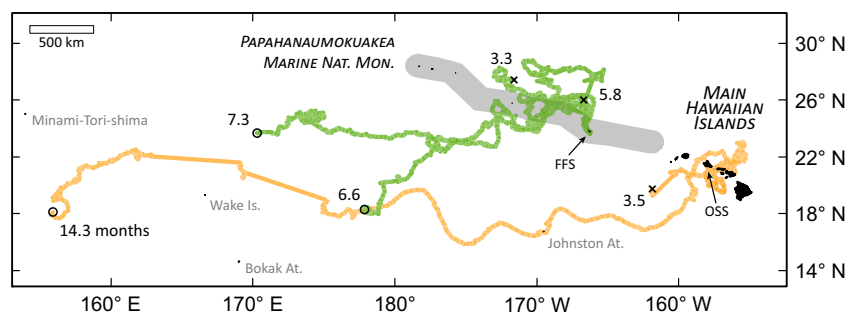 500 km
PAPAHANAUMOKUAKEA
MARINE NAT. MON.
3.3
5.8
30° N
MAIN
HAWAIIAN
ISLANDS
26° N
Minami-Tori-shima
7.3
FFS
22° N
Wake Is.
6.6
3.5
OSS
18° N
14.3 months
Johnston At.
Bokak At.
14° N
160° E
170° E
180°
170° W
160° W